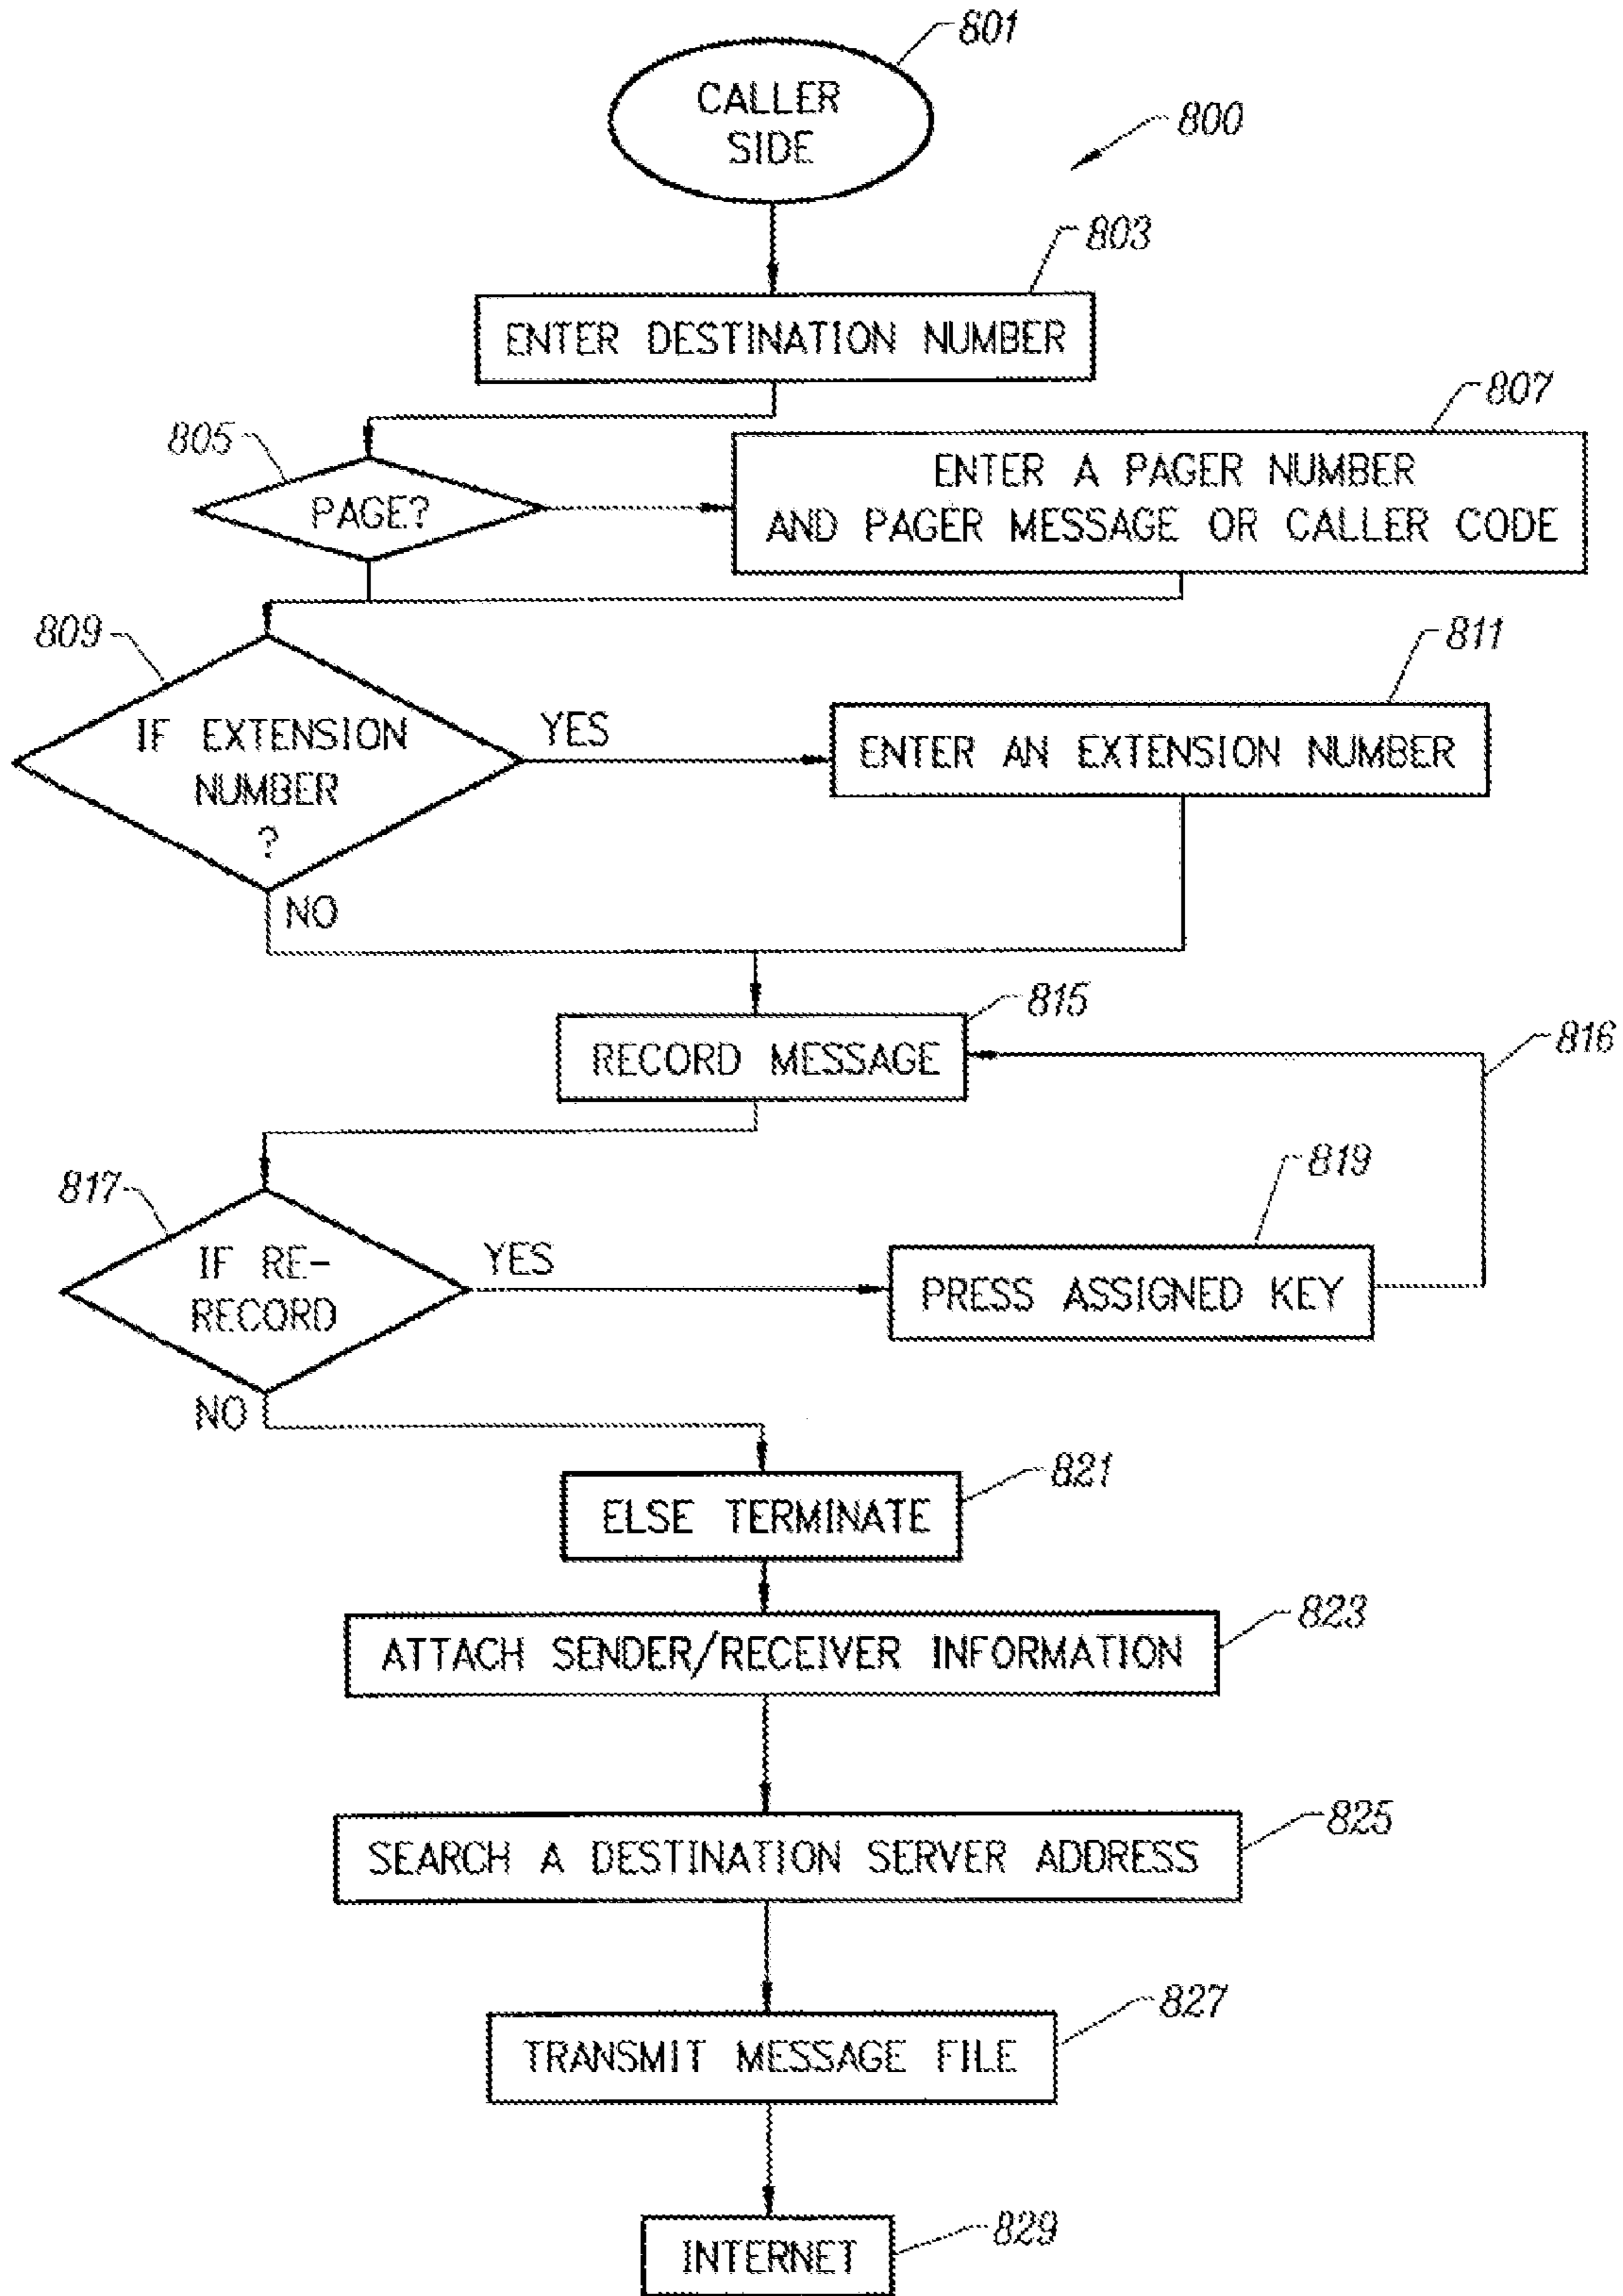 801
CALLER
SIDE
800
803
ENTER DESTINATION NUMBER
807
805
PAGE?
ENTER A PAGER NUMBER
AND PAGER MESSAGE OR CALLER CODE
809
811
IF EXTENSION
NUMBER
?
YES
ENTER AN EXTENSION NUMBER
NO
815
RECORD MESSAGE
816
817
819
IF RE-
RECORD
YES
PRESS ASSIGNED KEY
NO
821
ELSE TERMINATE
823
ATTACH SENDER/RECEIVER INFORMATION
825
SEARCH A DESTINATION SERVER ADDRESS
827
TRANSMIT MESSAGE FILE
829
INTERNET